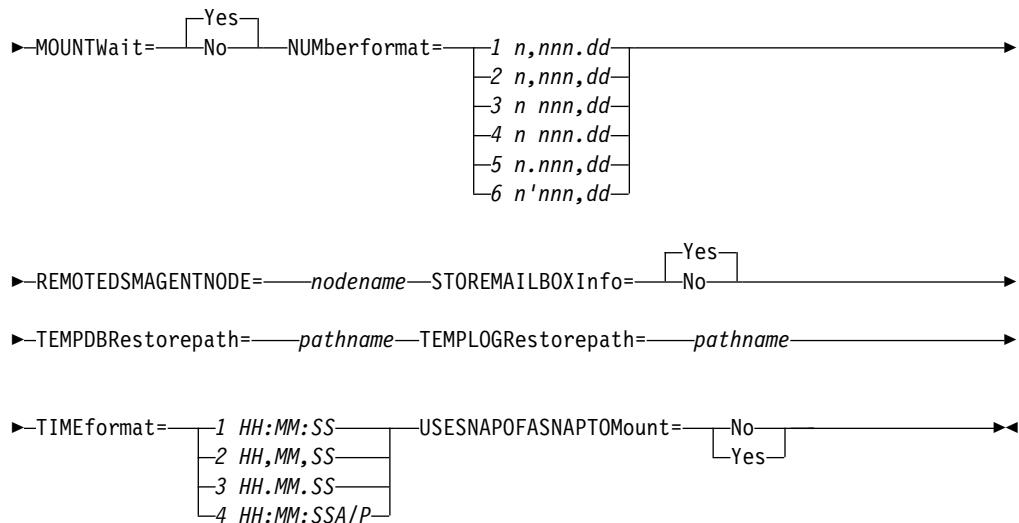 Yes
MOUNTWait= No NUMberformat= 1 n,nnn.dd
2 n,nnn,dd
3 n nnn,dd
4 n nnn.dd
5 n.nnn,dd
6 n'nnn,dd
Yes
REMOTEDSMAGENTNODE= nodename STOREMAILBOXInfo= No
TEMPDBRestorepath= pathname TEMPLOGRestorepath= pathname
TIMEformat= 1 HH:MM:SS USESNAPOFASNAPTOMount= No
2 HH,MM,SS Yes
3 HH.MM.SS
4 HH:MM:SSA/P